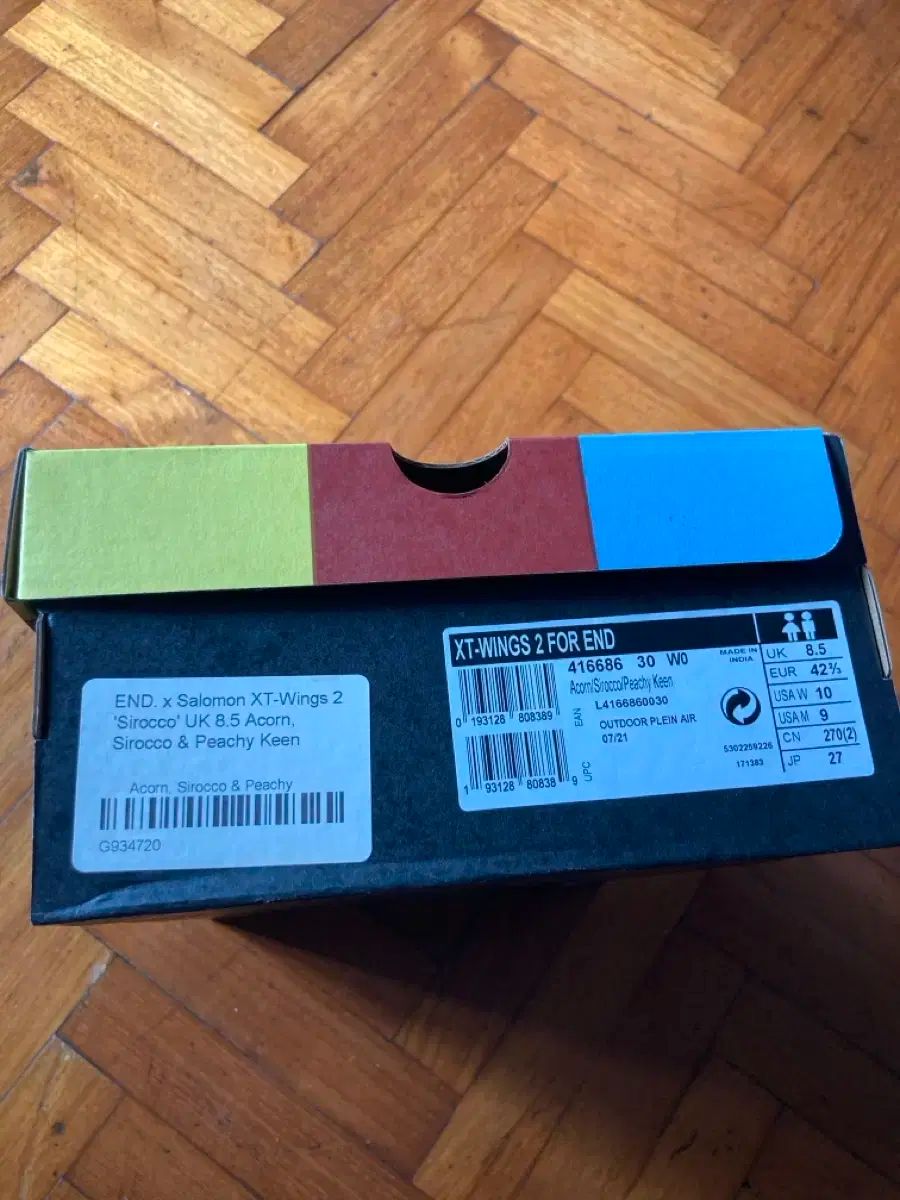 END. x Salomon XT-Wings 2
'Sirocco' UK 8.5 Acorn,
Sirocco & Peachy Keen
Acorn, Sirocco & Peachy
G934720
XT-WINGS 2 FOR END
416686 30 W0
Acorn/Sirocco/Peachy Keen
L4166860030
OUTDOOR PLEIN AIR
07/21
0 193128 808389
EAN
1 93128 80838 9
UPC
MADE IN
INDIA
5302259226
171383
UK 8.5
EUR 42⅔
USA W 10
USA M 9
CN 270(2)
JP 27